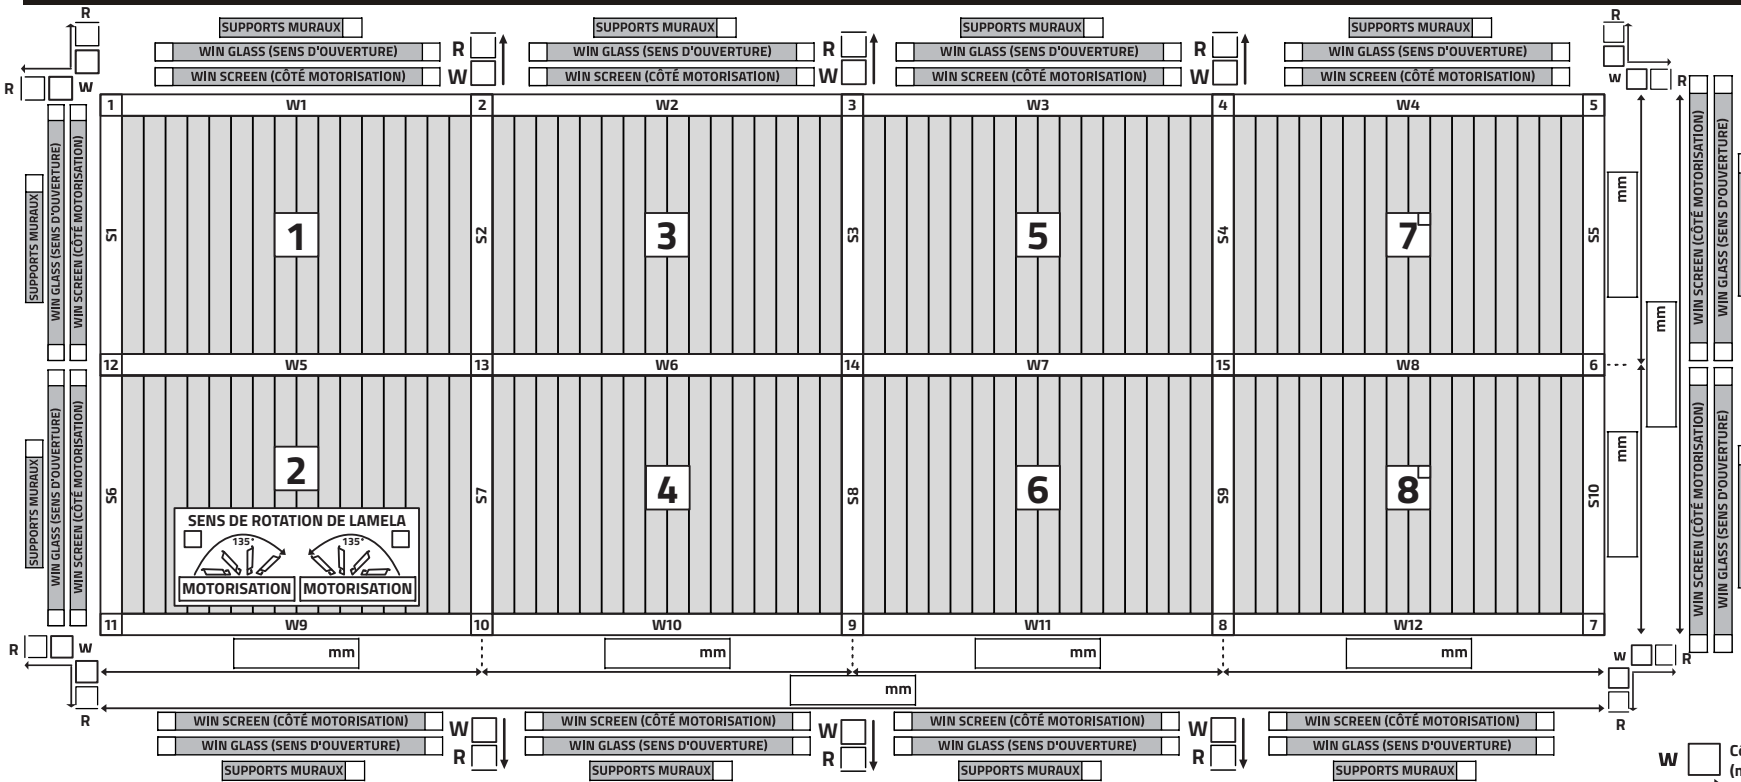 R
SUPPORTS MURAUX
SUPPORTS MURAUX
SUPPORTS MURAUX
SUPPORTS MURAUX
R
WIN GLASS (SENS D'OUVERTURE)
R
WIN GLASS (SENS D'OUVERTURE)
R
WIN GLASS (SENS D'OUVERTURE)
R
WIN GLASS (SENS D'OUVERTURE)
WIN SCREEN (CÔTÉ MOTORISATION)
W
WIN SCREEN (CÔTÉ MOTORISATION)
W
WIN SCREEN (CÔTÉ MOTORISATION)
W
WIN SCREEN (CÔTÉ MOTORISATION)
W
R
R
W
1
W1
2
W2
3
W3
4
W4
5
SUPPORTS MURAUX
WIN GLASS (SENS D'OUVERTURE)
WIN SCREEN (CÔTÉ MOTORISATION)
S1
1
S2
3
S3
5
S4
7
S5
mm
mm
WIN SCREEN (CÔTÉ MOTORISATION)
WIN GLASS (SENS D'OUVERTURE)
12
W5
13
W6
14
W7
15
W8
6
SUPPORTS MURAUX
WIN GLASS (SENS D'OUVERTURE)
WIN SCREEN (CÔTÉ MOTORISATION)
S6
2
S7
4
S8
6
S9
8
S10
mm
WIN SCREEN (CÔTÉ MOTORISATION)
WIN GLASS (SENS D'OUVERTURE)
SENS DE ROTATION DE LAMELA
135°
135°
MOTORISATION
MOTORISATION
11
W9
10
W10
9
W11
8
W12
7
R
W
mm
mm
mm
mm
W
R
mm
R
R
WIN SCREEN (CÔTÉ MOTORISATION)
W
WIN SCREEN (CÔTÉ MOTORISATION)
W
WIN SCREEN (CÔTÉ MOTORISATION)
W
WIN SCREEN (CÔTÉ MOTORISATION)
WIN GLASS (SENS D'OUVERTURE)
R
WIN GLASS (SENS D'OUVERTURE)
R
WIN GLASS (SENS D'OUVERTURE)
R
WIN GLASS (SENS D'OUVERTURE)
SUPPORTS MURAUX
SUPPORTS MURAUX
SUPPORTS MURAUX
SUPPORTS MURAUX
W